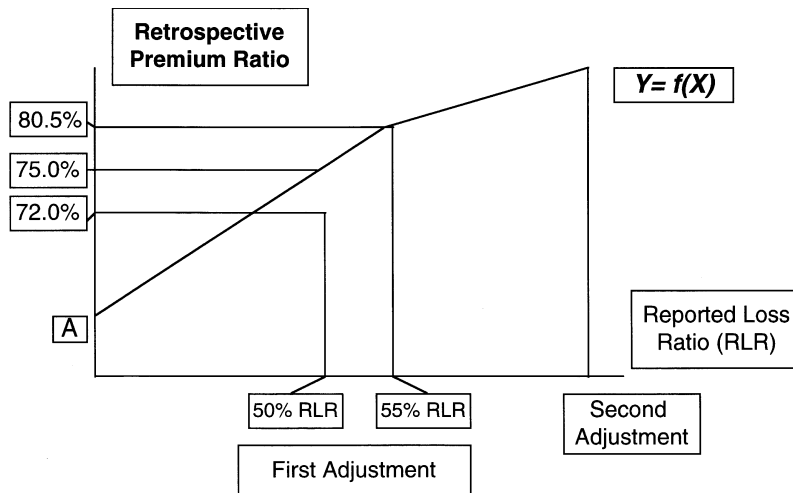 Retrospective
Premium Ratio
Y= f(X)
80.5%
75.0%
72.0%
A
Reported Loss
Ratio (RLR)
50% RLR
55% RLR
Second
Adjustment
First Adjustment